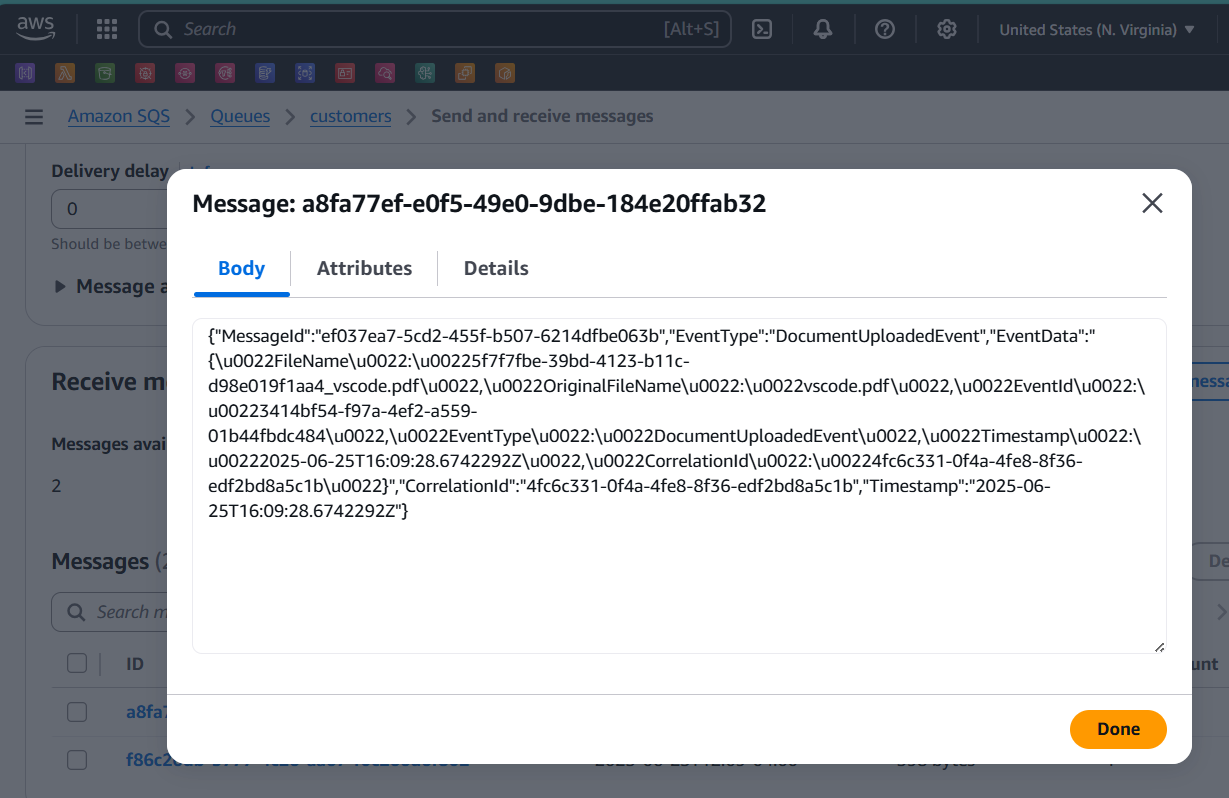 aws
Search
[Alt+S]
United States (N. Virginia)
Amazon SQS
Queues
customers
Send and receive messages
Delivery delay
0
Message: a8fa77ef-e0f5-49e0-9dbe-184e20ffab32
Body
Attributes
Details
{"MessageId":"ef037ea7-5cd2-455f-b507-6214dfbe063b","EventType":"DocumentUploadedEvent","EventData":"
{\u0022FileName\u0022:\u00225f7f7fbe-39bd-4123-b11c-
d98e019f1aa4_vscode.pdf\u0022,\u0022OriginalFileName\u0022:\u0022vscode.pdf\u0022,\u0022EventId\u0022:\
u00223414bf54-f97a-4ef2-a559-
01b44fbdc484\u0022,\u0022EventType\u0022:\u0022DocumentUploadedEvent\u0022,\u0022Timestamp\u0022:\
u00222025-06-25T16:09:28.6742292Z\u0022,\u0022CorrelationId\u0022:\u00224fc6c331-0f4a-4fe8-8f36-
edf2bd8a5c1b\u0022}","CorrelationId":"4fc6c331-0f4a-4fe8-8f36-edf2bd8a5c1b","Timestamp":"2025-06-
25T16:09:28.6742292Z"}
Should be betwe
Message a
Receive m
Messages avai
2
Messages (2
Search m
ID
a8fa7
Done